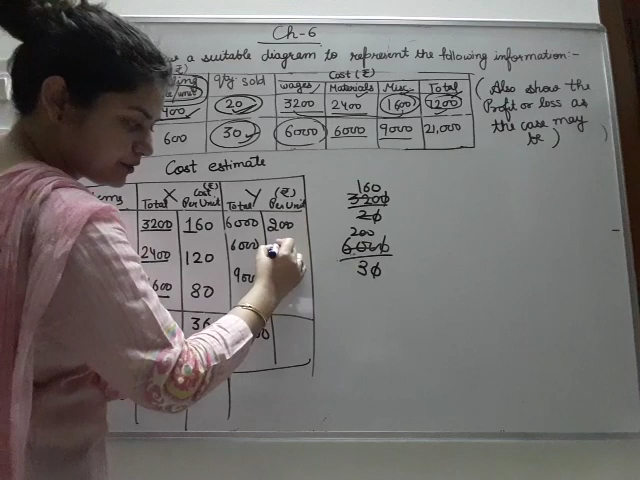 Ch-6
a suitable diagram to represent the following information:-
(₹) qty sold Cost (₹)
wages Materials Misc. Total
400 20 3200 2400 1600 7200
600 30 6000 6000 9000 21,000
(Also show the
Profit or loss as
the case may
be)
Cost estimate
X Y
Total Cost (₹) Per Unit Total (₹) Per Unit
3200 160 6000 200
2400 120 6000
600 80
160
3200
20
200
6000
30